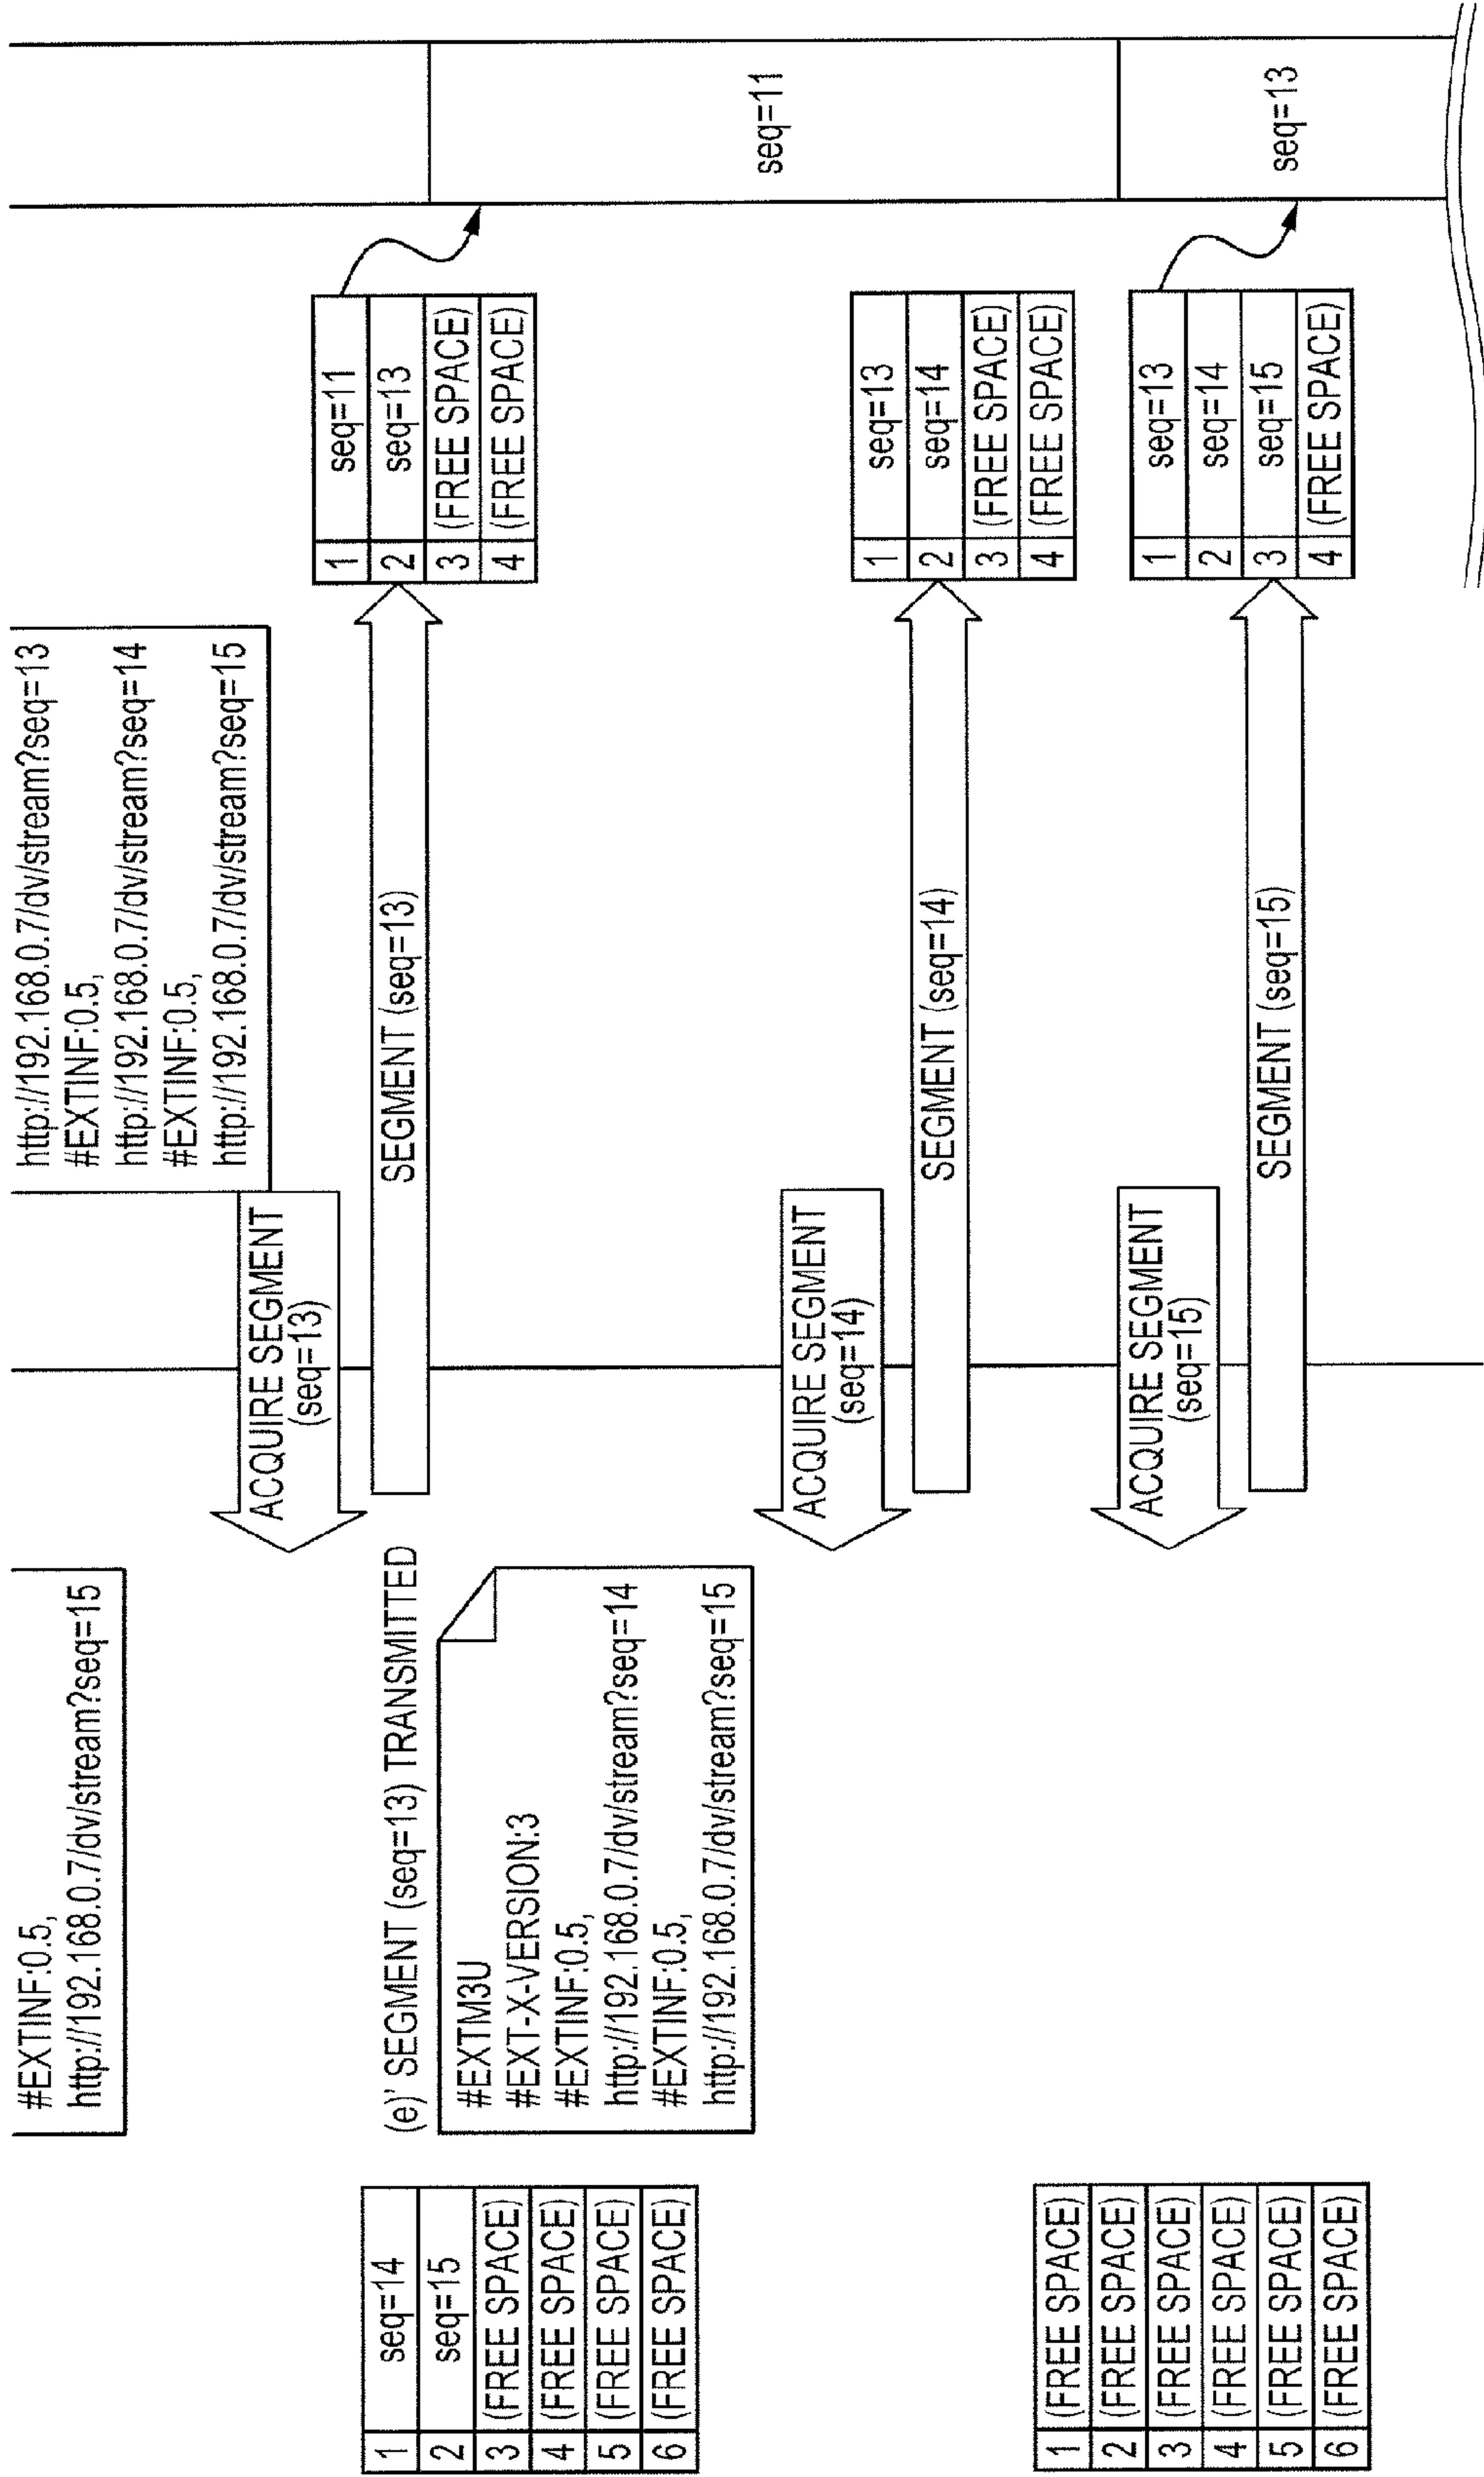 #EXTINF:0.5,
http://192.168.0.7/dv/stream?seq=15
http://192.168.0.7/dv/stream?seq=13
#EXTINF:0.5,
http://192.168.0.7/dv/stream?seq=14
#EXTINF:0.5,
http://192.168.0.7/dv/stream?seq=15
ACQUIRE SEGMENT
(seq=13)
1 seq=14
2 seq=15
3 (FREE SPACE)
4 (FREE SPACE)
5 (FREE SPACE)
6 (FREE SPACE)
(e)' SEGMENT (seq=13) TRANSMITTED
#EXTM3U
#EXT-X-VERSION:3
#EXTINF:0.5,
http://192.168.0.7/dv/stream?seq=14
#EXTINF:0.5,
http://192.168.0.7/dv/stream?seq=15
SEGMENT (seq=13)
1 seq=11
2 seq=13
3 (FREE SPACE)
4 (FREE SPACE)
seq=11
ACQUIRE SEGMENT
(seq=14)
SEGMENT (seq=14)
1 seq=13
2 seq=14
3 (FREE SPACE)
4 (FREE SPACE)
1 (FREE SPACE)
2 (FREE SPACE)
3 (FREE SPACE)
4 (FREE SPACE)
5 (FREE SPACE)
6 (FREE SPACE)
ACQUIRE SEGMENT
(seq=15)
SEGMENT (seq=15)
1 seq=13
2 seq=14
3 seq=15
4 (FREE SPACE)
seq=13